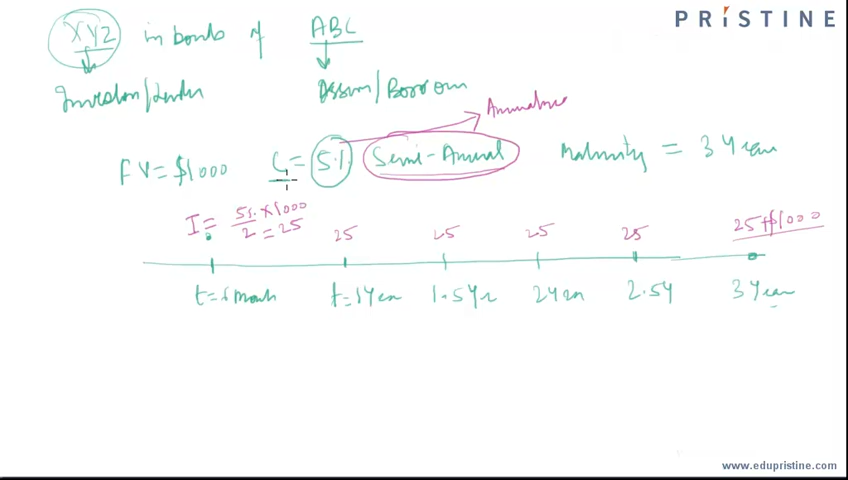 PRISTINE
XYZ in bonds of ABC
Investor/Lender Issuer/Borrower
Annualized
FV = $1000 C = 5% Semi-Annual Maturity = 3 Year
I = 5% × 1000 / 2 = 25 25 25 25 25 25+$1000
t=6 month t=1 Year 1.5 Yr 2 Year 2.5 Y 3 Year
www.edupristine.com